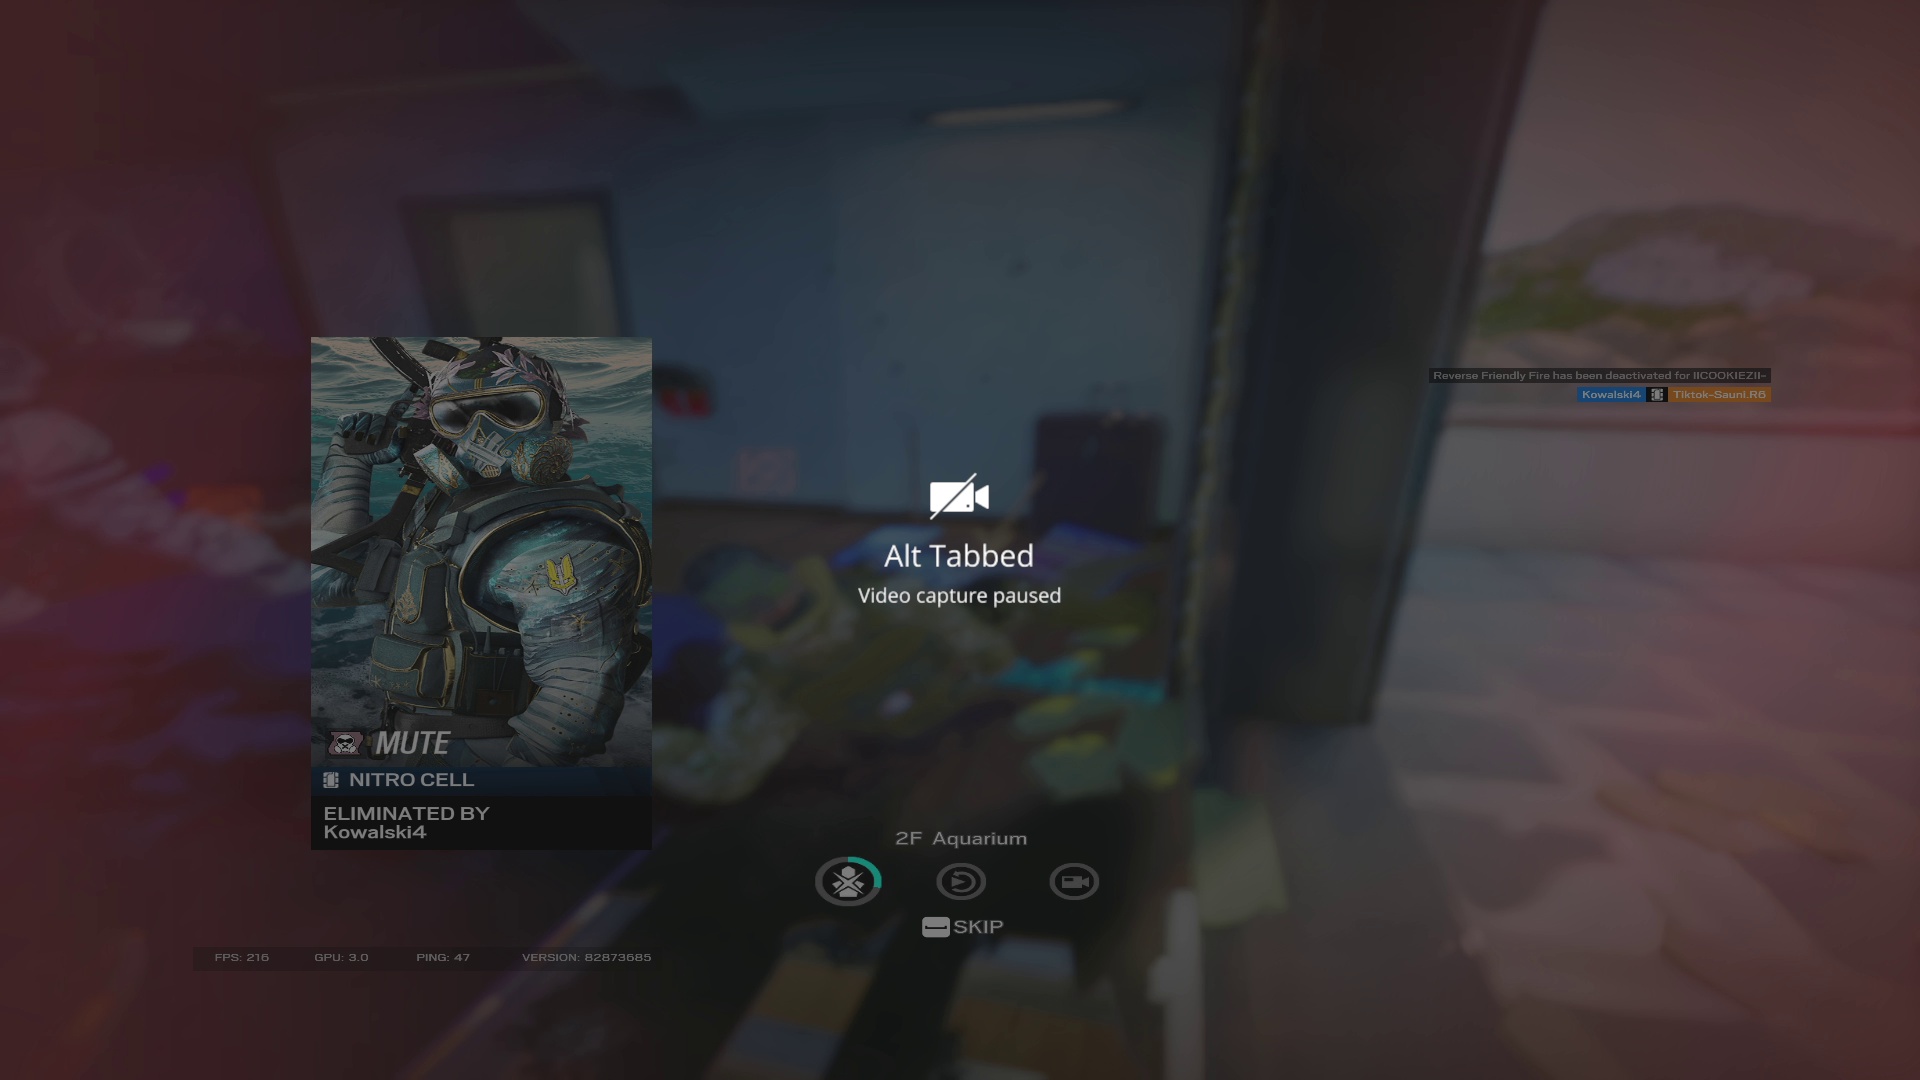 Reverse Friendly Fire has been deactivated for IICOOKIEZII-
Kowalski4 Tiktok-Sauni.R6
Alt Tabbed
Video capture paused
MUTE
NITRO CELL
ELIMINATED BY
Kowalski4
2F Aquarium
SKIP
FPS: 216 GPU: 3.0 PING: 47 VERSION: 82873685